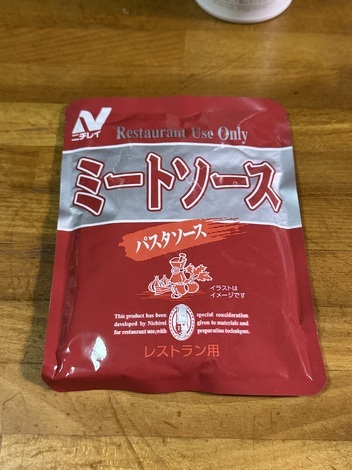 ニチレイ
Restaurant Use Only
ミートソース
パスタソース
イラストは
イメージです
This product has been
developed by Nichirei
for restaurant use,with
special consideration
given to materials and
preparation techniques.
レストラン用